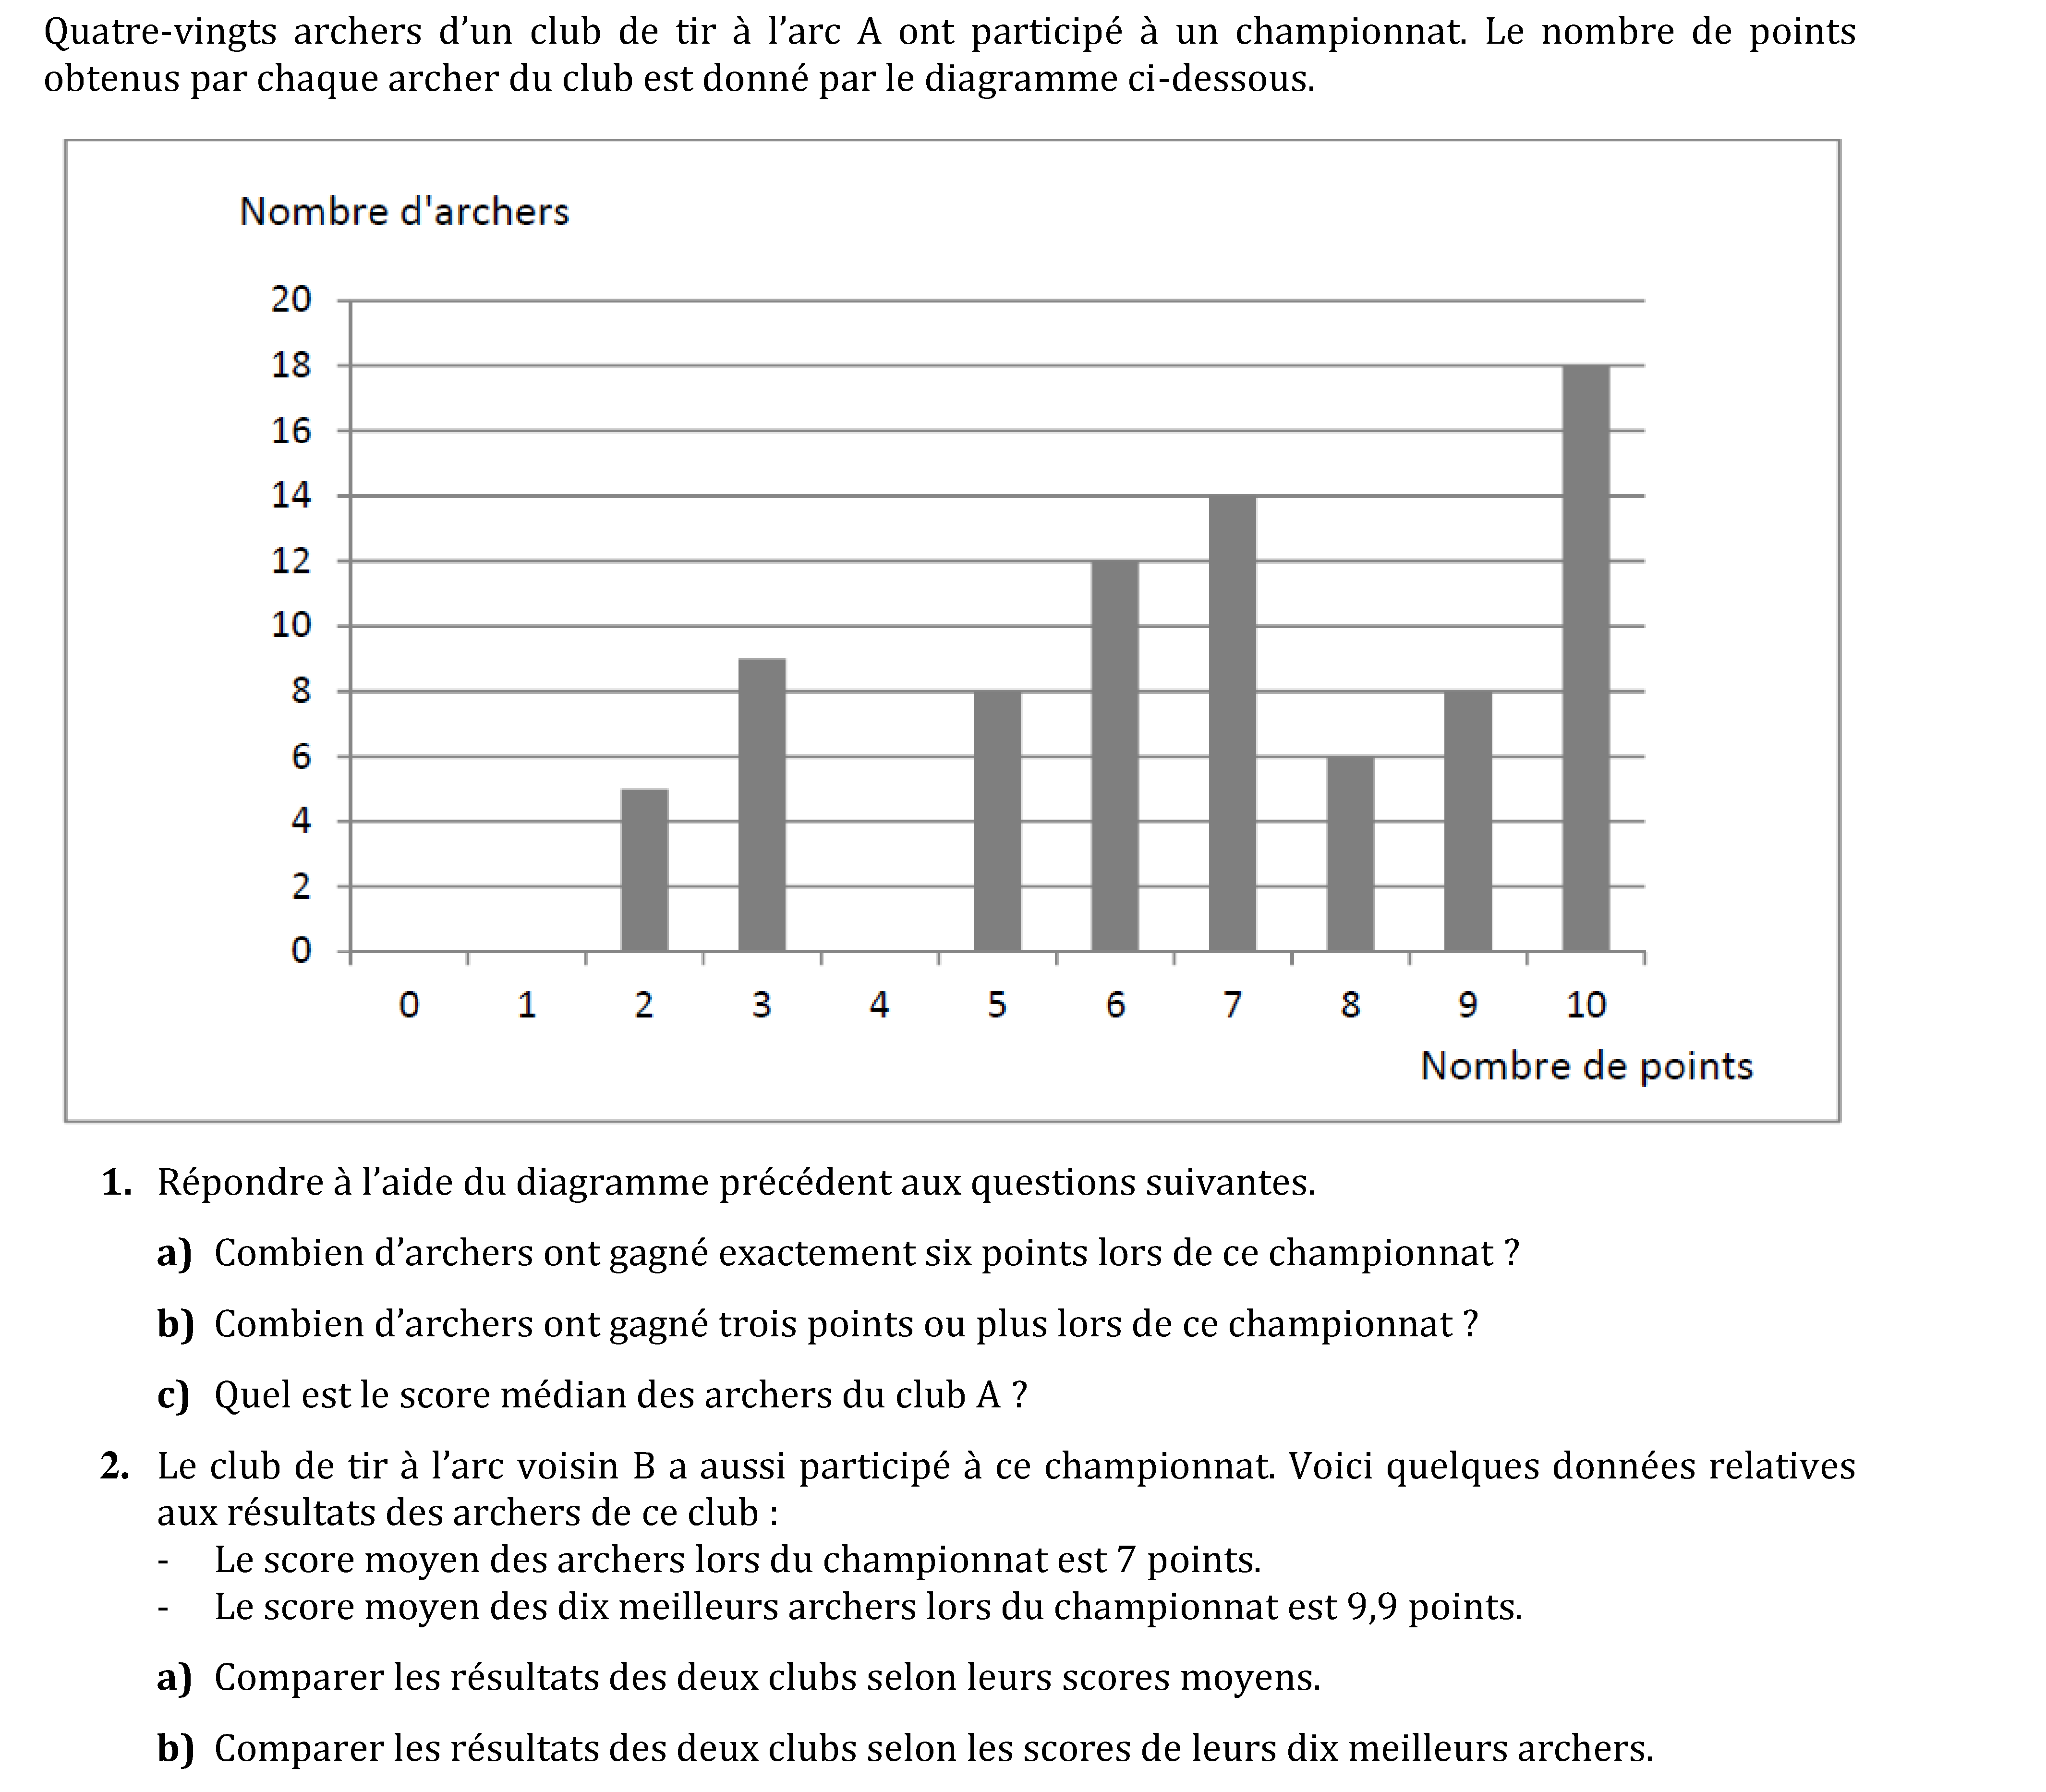 Quatre-vingts archers d’un club de tir à l’arc A ont participé à un championnat. Le nombre de points
obtenus par chaque archer du club est donné par le diagramme ci-dessous.
Nombre d'archers
20
18
16
14
12
10
8
6
4
2
0
0 1 2 3 4 5 6 7 8 9 10
Nombre de points
1. Répondre à l’aide du diagramme précédent aux questions suivantes.
a) Combien d’archers ont gagné exactement six points lors de ce championnat ?
b) Combien d’archers ont gagné trois points ou plus lors de ce championnat ?
c) Quel est le score médian des archers du club A ?
2. Le club de tir à l’arc voisin B a aussi participé à ce championnat. Voici quelques données relatives
aux résultats des archers de ce club :
- Le score moyen des archers lors du championnat est 7 points.
- Le score moyen des dix meilleurs archers lors du championnat est 9,9 points.
a) Comparer les résultats des deux clubs selon leurs scores moyens.
b) Comparer les résultats des deux clubs selon les scores de leurs dix meilleurs archers.